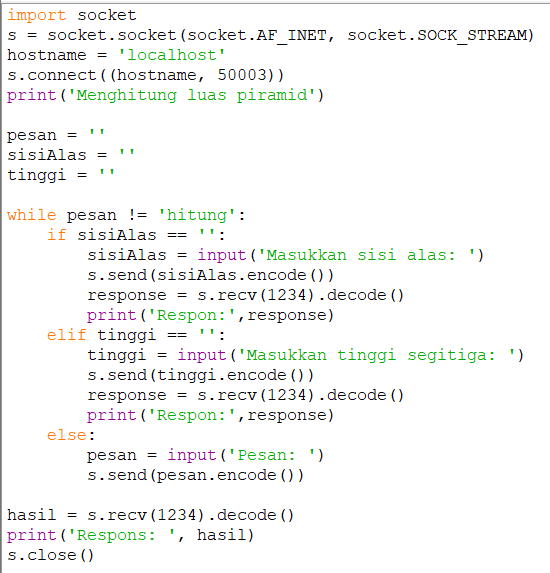 import socket
s = socket.socket(socket.AF_INET, socket.SOCK_STREAM)
hostname = 'localhost'
s.connect((hostname, 50003))
print('Menghitung luas piramid')

pesan = ''
sisiAlas = ''
tinggi = ''

while pesan != 'hitung':
    if sisiAlas == '':
        sisiAlas = input('Masukkan sisi alas: ')
        s.send(sisiAlas.encode())
        response = s.recv(1234).decode()
        print('Respon:',response)
    elif tinggi == '':
        tinggi = input('Masukkan tinggi segitiga: ')
        s.send(tinggi.encode())
        response = s.recv(1234).decode()
        print('Respon:',response)
    else:
        pesan = input('Pesan: ')
        s.send(pesan.encode())

hasil = s.recv(1234).decode()
print('Respons: ', hasil)
s.close()